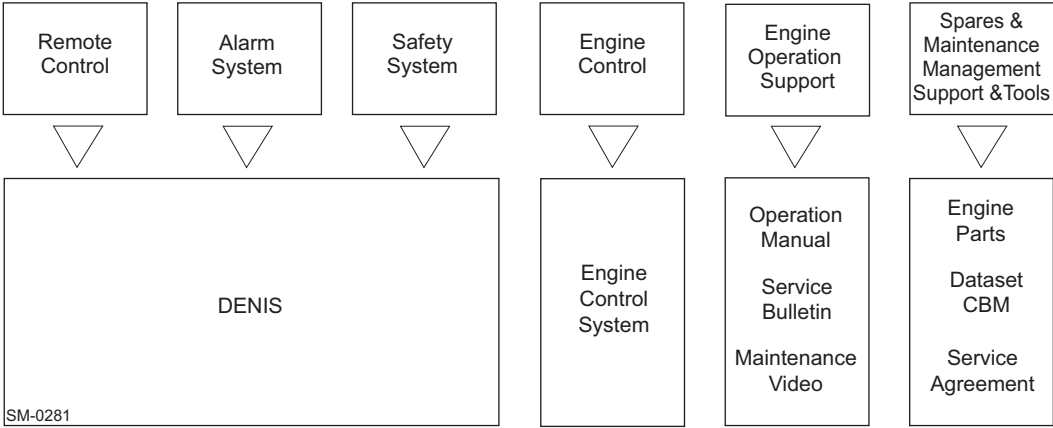 Remote
Control
Alarm
System
Safety
System
Engine
Control
Engine
Operation
Support
Spares &
Maintenance
Management
Support &Tools
DENIS
SM-0281
Engine
Control
System
Operation
Manual
Service
Bulletin
Maintenance
Video
Engine
Parts
Dataset
CBM
Service
Agreement